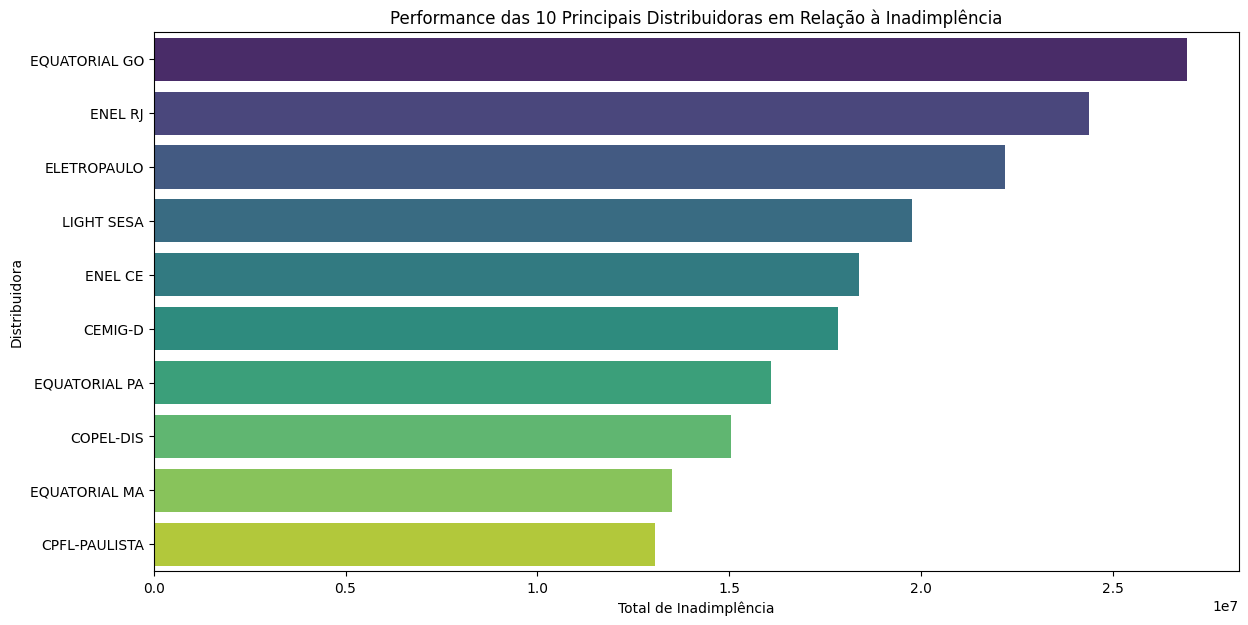 Performance das 10 Principais Distribuidoras em Relação à Inadimplência
EQUATORIAL GO
ENEL RJ
ELETROPAULO
LIGHT SESA
ENEL CE
CEMIG-D
EQUATORIAL PA
COPEL-DIS
EQUATORIAL MA
CPFL-PAULISTA
Distribuidora
0.0 0.5 1.0 1.5 2.0 2.5
1e7
Total de Inadimplência